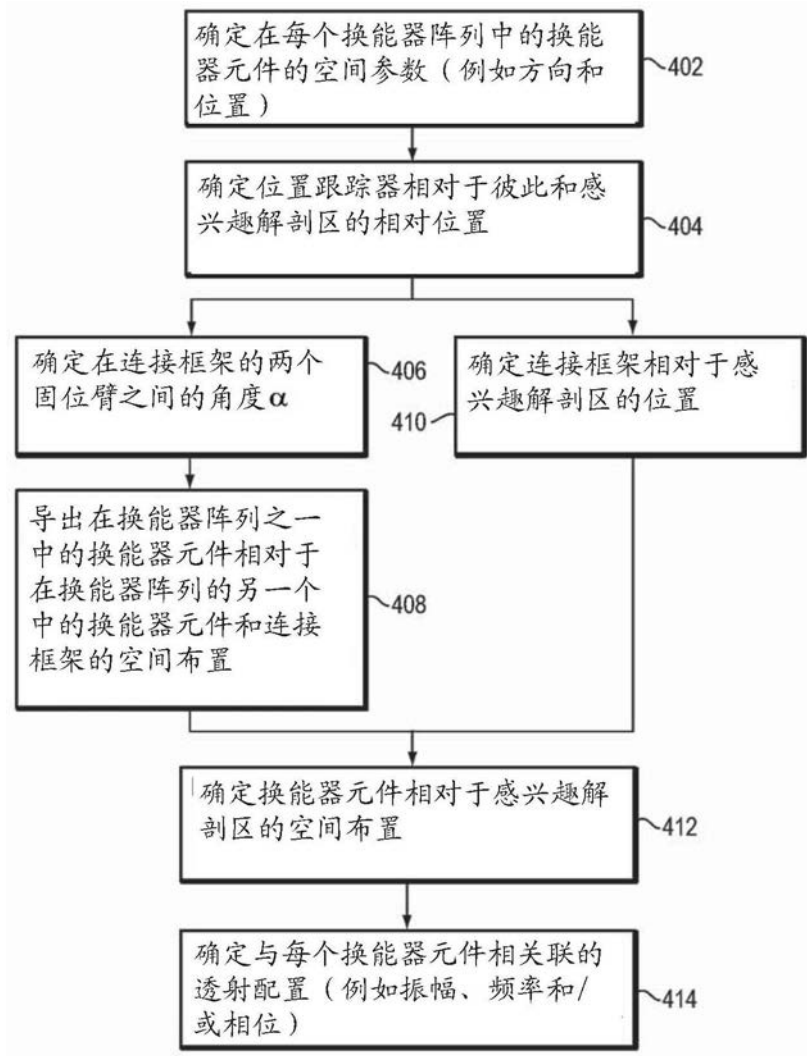 确定在每个换能器阵列中的换能
器元件的空间参数（例如方向和
位置）
402
确定位置跟踪器相对于彼此和感
兴趣解剖区的相对位置
404
确定在连接框架的两个
固位臂之间的角度α
406
确定连接框架相对于感
兴趣解剖区的位置
410
导出在换能器阵列之一
中的换能器元件相对于
在换能器阵列的另一个
中的换能器元件和连接
框架的空间布置
408
确定换能器元件相对于感兴趣解
剖区的空间布置
412
确定与每个换能器元件相关联的
透射配置（例如振幅、频率和/
或相位）
414